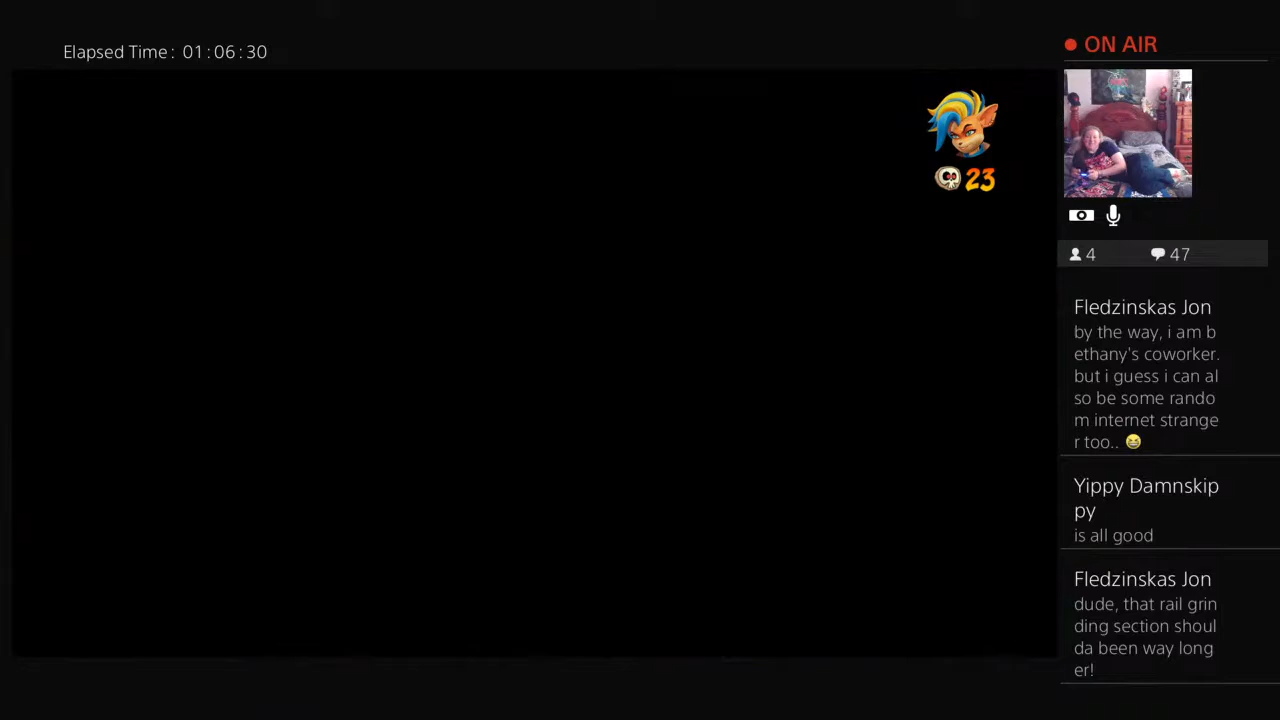 Elapsed Time: 01:06:30
ON AIR
23
4 47
Fledzinskas Jon
by the way, i am b
ethany's coworker.
but i guess i can al
so be some rando
m internet strange
r too.. 😆
Yippy Damnskip
py
is all good
Fledzinskas Jon
dude, that rail grin
ding section shoul
da been way long
er!